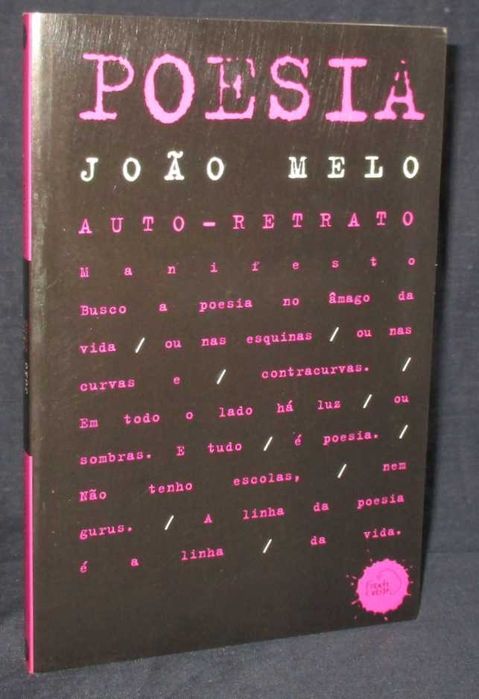 POESIA
JOÃO MELO
AUTO-RETRATO
Manifesto
Busco a poesia no âmago da
vida / ou nas esquinas / ou nas
curvas e / contracurvas. /
Em todo o lado há luz / ou
sombras. E tudo / é poesia. /
Não tenho escolas, / nem
gurus. / A linha da poesia
é a linha / da vida.